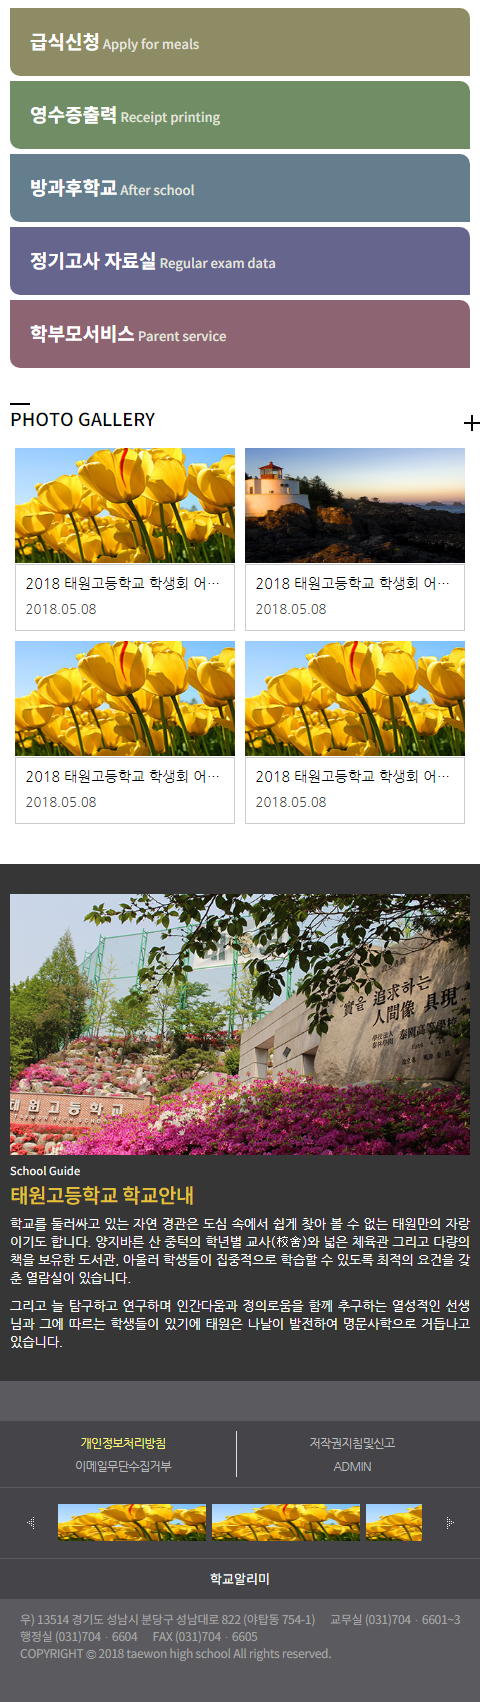 급식신청 Apply for meals
영수증출력 Receipt printing
방과후학교 After school
정기고사 자료실 Regular exam data
학부모서비스 Parent service
PHOTO GALLERY
2018 태원고등학교 학생회 어…
2018.05.08
2018 태원고등학교 학생회 어…
2018.05.08
2018 태원고등학교 학생회 어…
2018.05.08
2018 태원고등학교 학생회 어…
2018.05.08
追求하는
人間像 具現
泰園高等學校
태원고등학교
School Guide
태원고등학교 학교안내
학교를 둘러싸고 있는 자연 경관은 도심 속에서 쉽게 찾아 볼 수 없는 태원만의 자랑
이기도 합니다. 양지바른 산 중턱의 학년별 교사(校舍)와 넓은 체육관 그리고 다량의
책을 보유한 도서관, 아울러 학생들이 집중적으로 학습할 수 있도록 최적의 요건을 갖
춘 열람실이 있습니다.
그리고 늘 탐구하고 연구하며 인간다움과 정의로움을 함께 추구하는 열성적인 선생
님과 그에 따르는 학생들이 있기에 태원은 나날이 발전하여 명문사학으로 거듭나고
있습니다.
개인정보처리방침
저작권지침및신고
이메일무단수집거부
ADMIN
학교알리미
우) 13514 경기도 성남시 분당구 성남대로 822 (야탑동 754-1) 교무실 (031)704 · 6601~3
행정실 (031)704 · 6604 FAX (031)704 · 6605
COPYRIGHT © 2018 taewon high school All rights reserved.